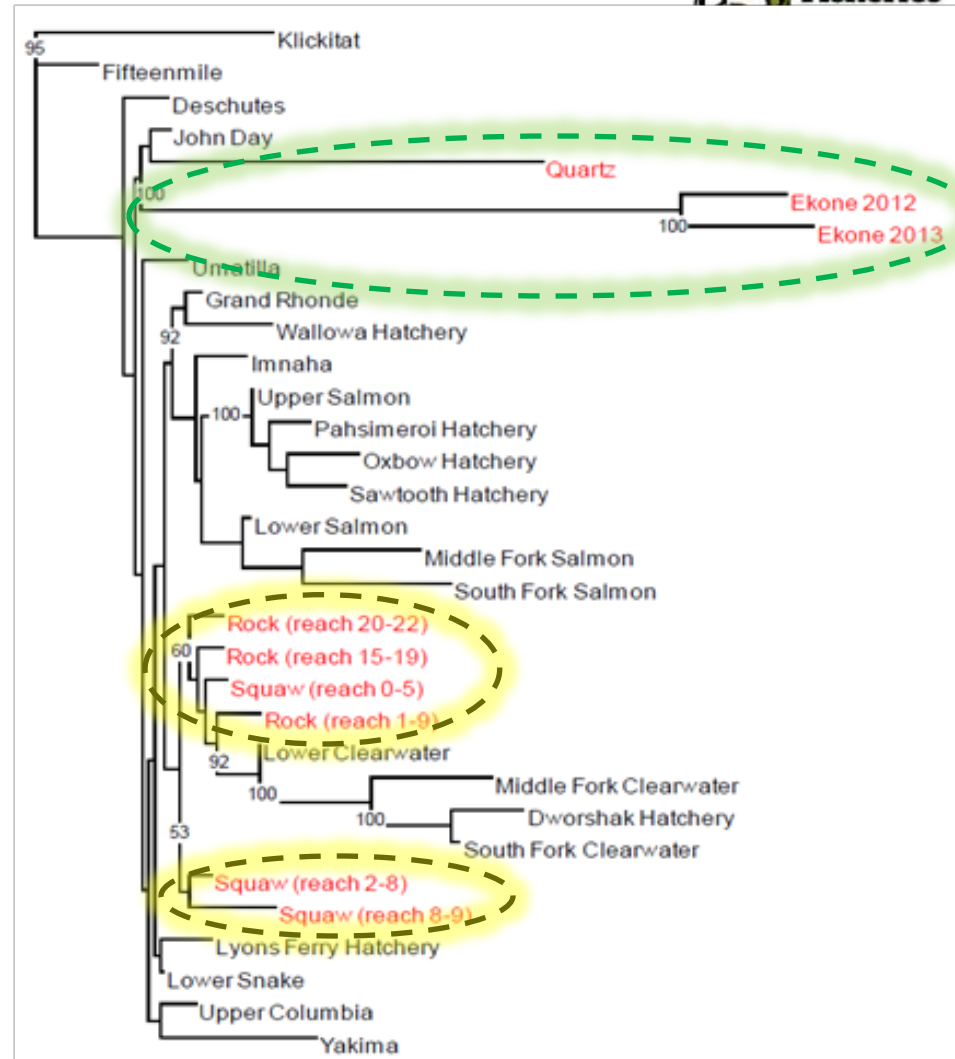 Fisheries
Klickitat
95
Fifteenmile
Deschutes
John Day
Quartz
100
Ekone 2012
100
Ekone 2013
Umatilla
Grand Rhonde
Wallowa Hatchery
92
Imnaha
Upper Salmon
100
Pahsimeroi Hatchery
Oxbow Hatchery
Sawtooth Hatchery
Lower Salmon
Middle Fork Salmon
South Fork Salmon
Rock (reach 20-22)
60
Rock (reach 15-19)
Squaw (reach 0-5)
Rock (reach 1-9)
Lower Clearwater
92
Middle Fork Clearwater
100
Dworshak Hatchery
100
53
South Fork Clearwater
Squaw (reach 2-8)
Squaw (reach 8-9)
Lyons Ferry Hatchery
Lower Snake
Upper Columbia
Yakima